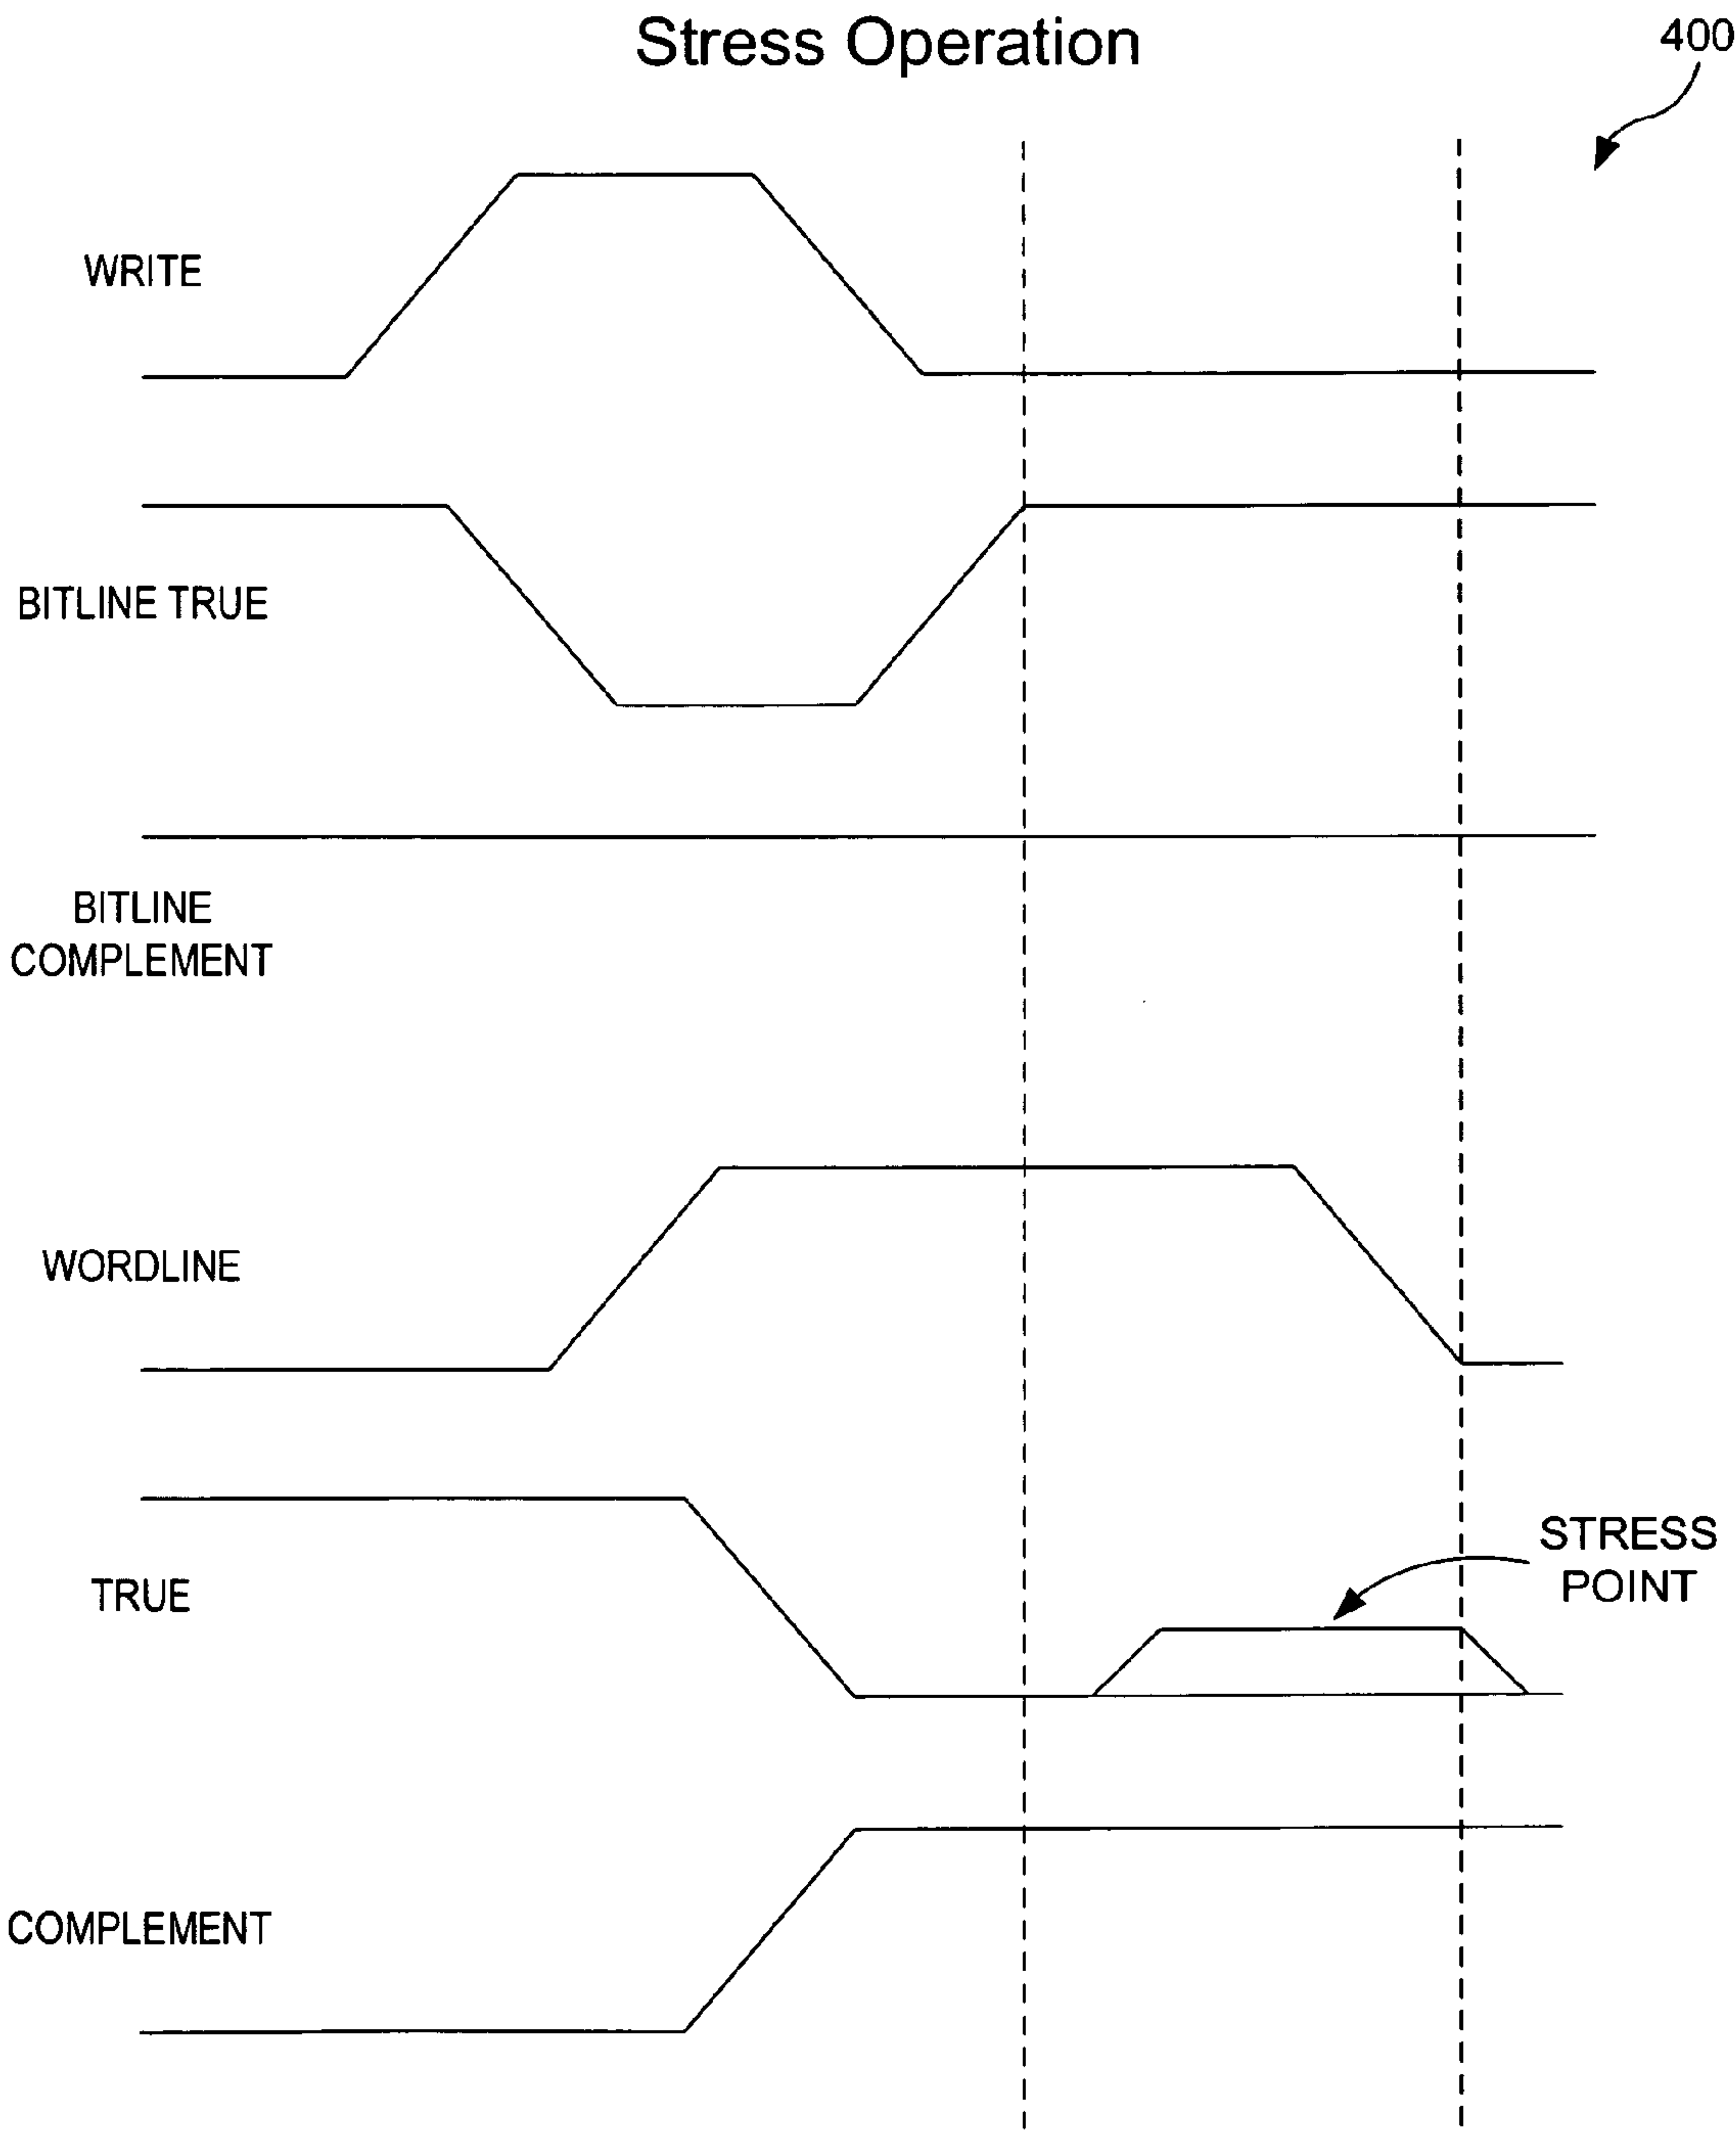 Stress Operation
400
WRITE
BITLINE TRUE
BITLINE
COMPLEMENT
WORDLINE
TRUE
STRESS
POINT
COMPLEMENT